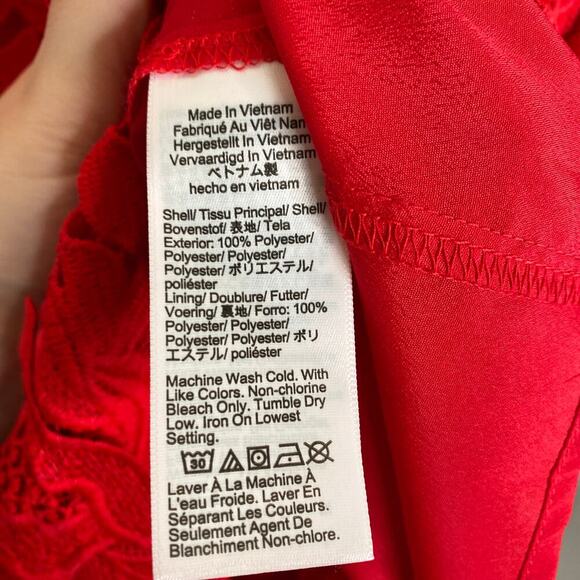 Made In Vietnam
Fabriqué Au Viêt Nan
Hergestellt In Vietnam
Vervaardigd In Vietnam
ベトナム製
hecho en vietnam
Shell/ Tissu Principal/ Shell/
Bovenstof/ 表地/ Tela
Exterior: 100% Polyester/
Polyester/ Polyester/
Polyester/ ポリエステル/
poliéster
Lining/ Doublure/ Futter/
Voering/ 裏地/ Forro: 100%
Polyester/ Polyester/
Polyester/ Polyester/ ポリ
エステル/ poliéster
Machine Wash Cold. With
Like Colors. Non-chlorine
Bleach Only. Tumble Dry
Low. Iron On Lowest
Setting.
30
Laver À La Machine À
L'eau Froide. Laver En
Séparant Les Couleurs.
Seulement Agent De
Blanchiment Non-chlore.